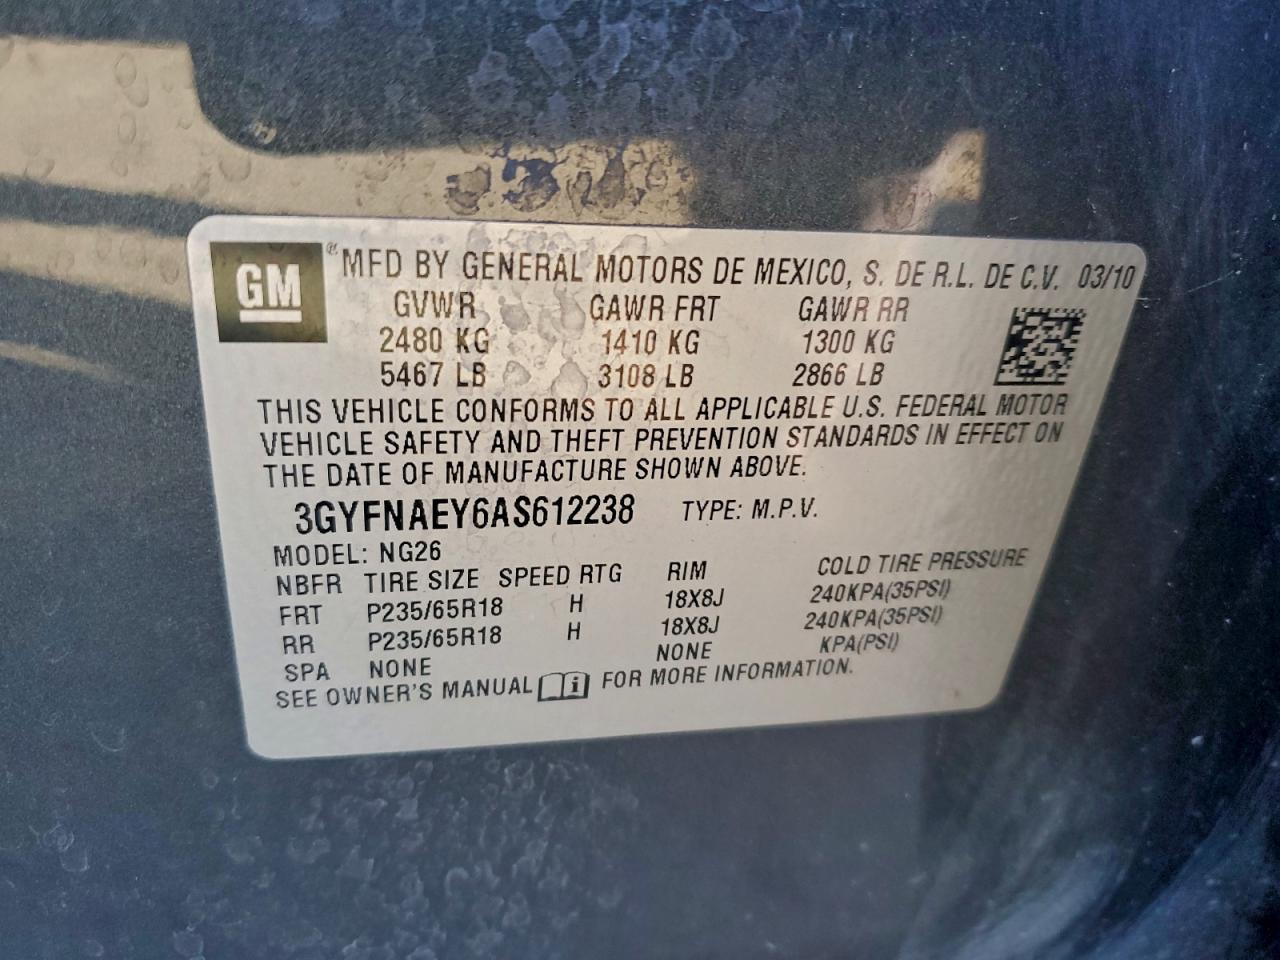 GM ® MFD BY GENERAL MOTORS DE MEXICO, S. DE R.L. DE C.V. 03/10
GVWR GAWR FRT GAWR RR
2480 KG 1410 KG 1300 KG
5467 LB 3108 LB 2866 LB
THIS VEHICLE CONFORMS TO ALL APPLICABLE U.S. FEDERAL MOTOR
VEHICLE SAFETY AND THEFT PREVENTION STANDARDS IN EFFECT ON
THE DATE OF MANUFACTURE SHOWN ABOVE.
3GYFNAEY6AS612238 TYPE: M.P.V.
MODEL: NG26
NBFR TIRE SIZE SPEED RTG RIM COLD TIRE PRESSURE
FRT P235/65R18 H 18X8J 240KPA(35PSI)
RR P235/65R18 H 18X8J 240KPA(35PSI)
SPA NONE NONE KPA(PSI)
SEE OWNER'S MANUAL i FOR MORE INFORMATION.